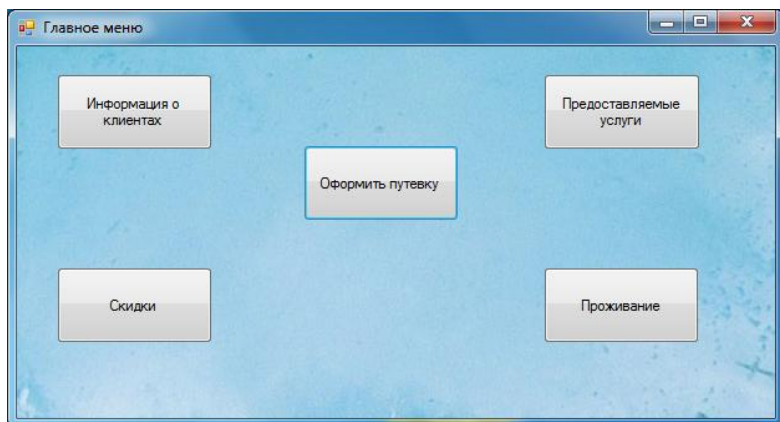 Главное меню
Информация о
клиентах
Предоставляемые
услуги
Оформить путевку
Скидки
Проживание